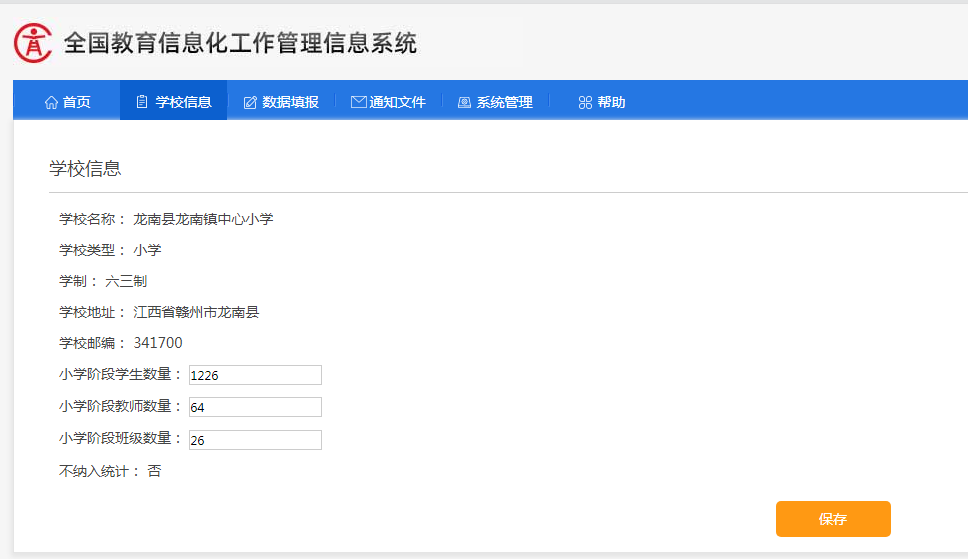 全国教育信息化工作管理信息系统
首页 学校信息 数据填报 通知文件 系统管理 帮助
学校信息
学校名称： 龙南县龙南镇中心小学
学校类型： 小学
学制： 六三制
学校地址： 江西省赣州市龙南县
学校邮编： 341700
小学阶段学生数量： 1226
小学阶段教师数量： 64
小学阶段班级数量： 26
不纳入统计： 否
保存